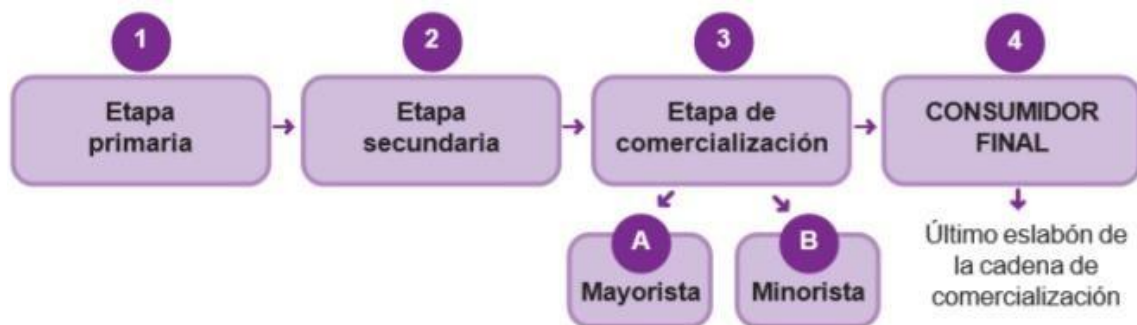 1
Etapa
primaria
2
Etapa
secundaria
3
Etapa de
comercialización
4
CONSUMIDOR
FINAL
A
Mayorista
B
Minorista
Último eslabón de
la cadena de
comercialización